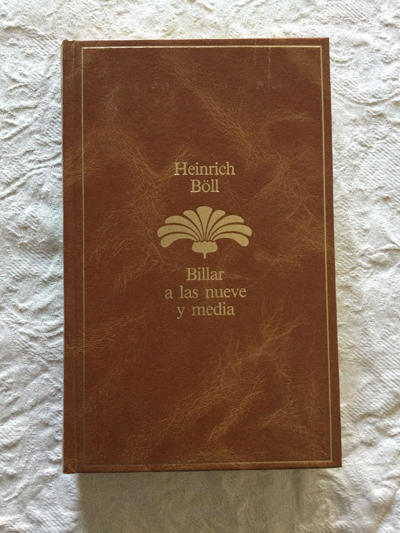 Heinrich
Böll
Billar
a las nueve
y media